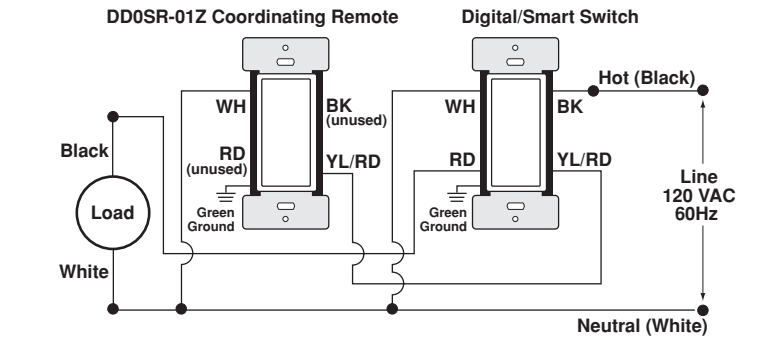 DD0SR-01Z Coordinating Remote
Digital/Smart Switch
Hot (Black)
WH
BK
(unused)
WH
BK
Black
RD
(unused)
YL/RD
RD
YL/RD
Line
120 VAC
60Hz
Load
Green
Ground
Green
Ground
White
Neutral (White)